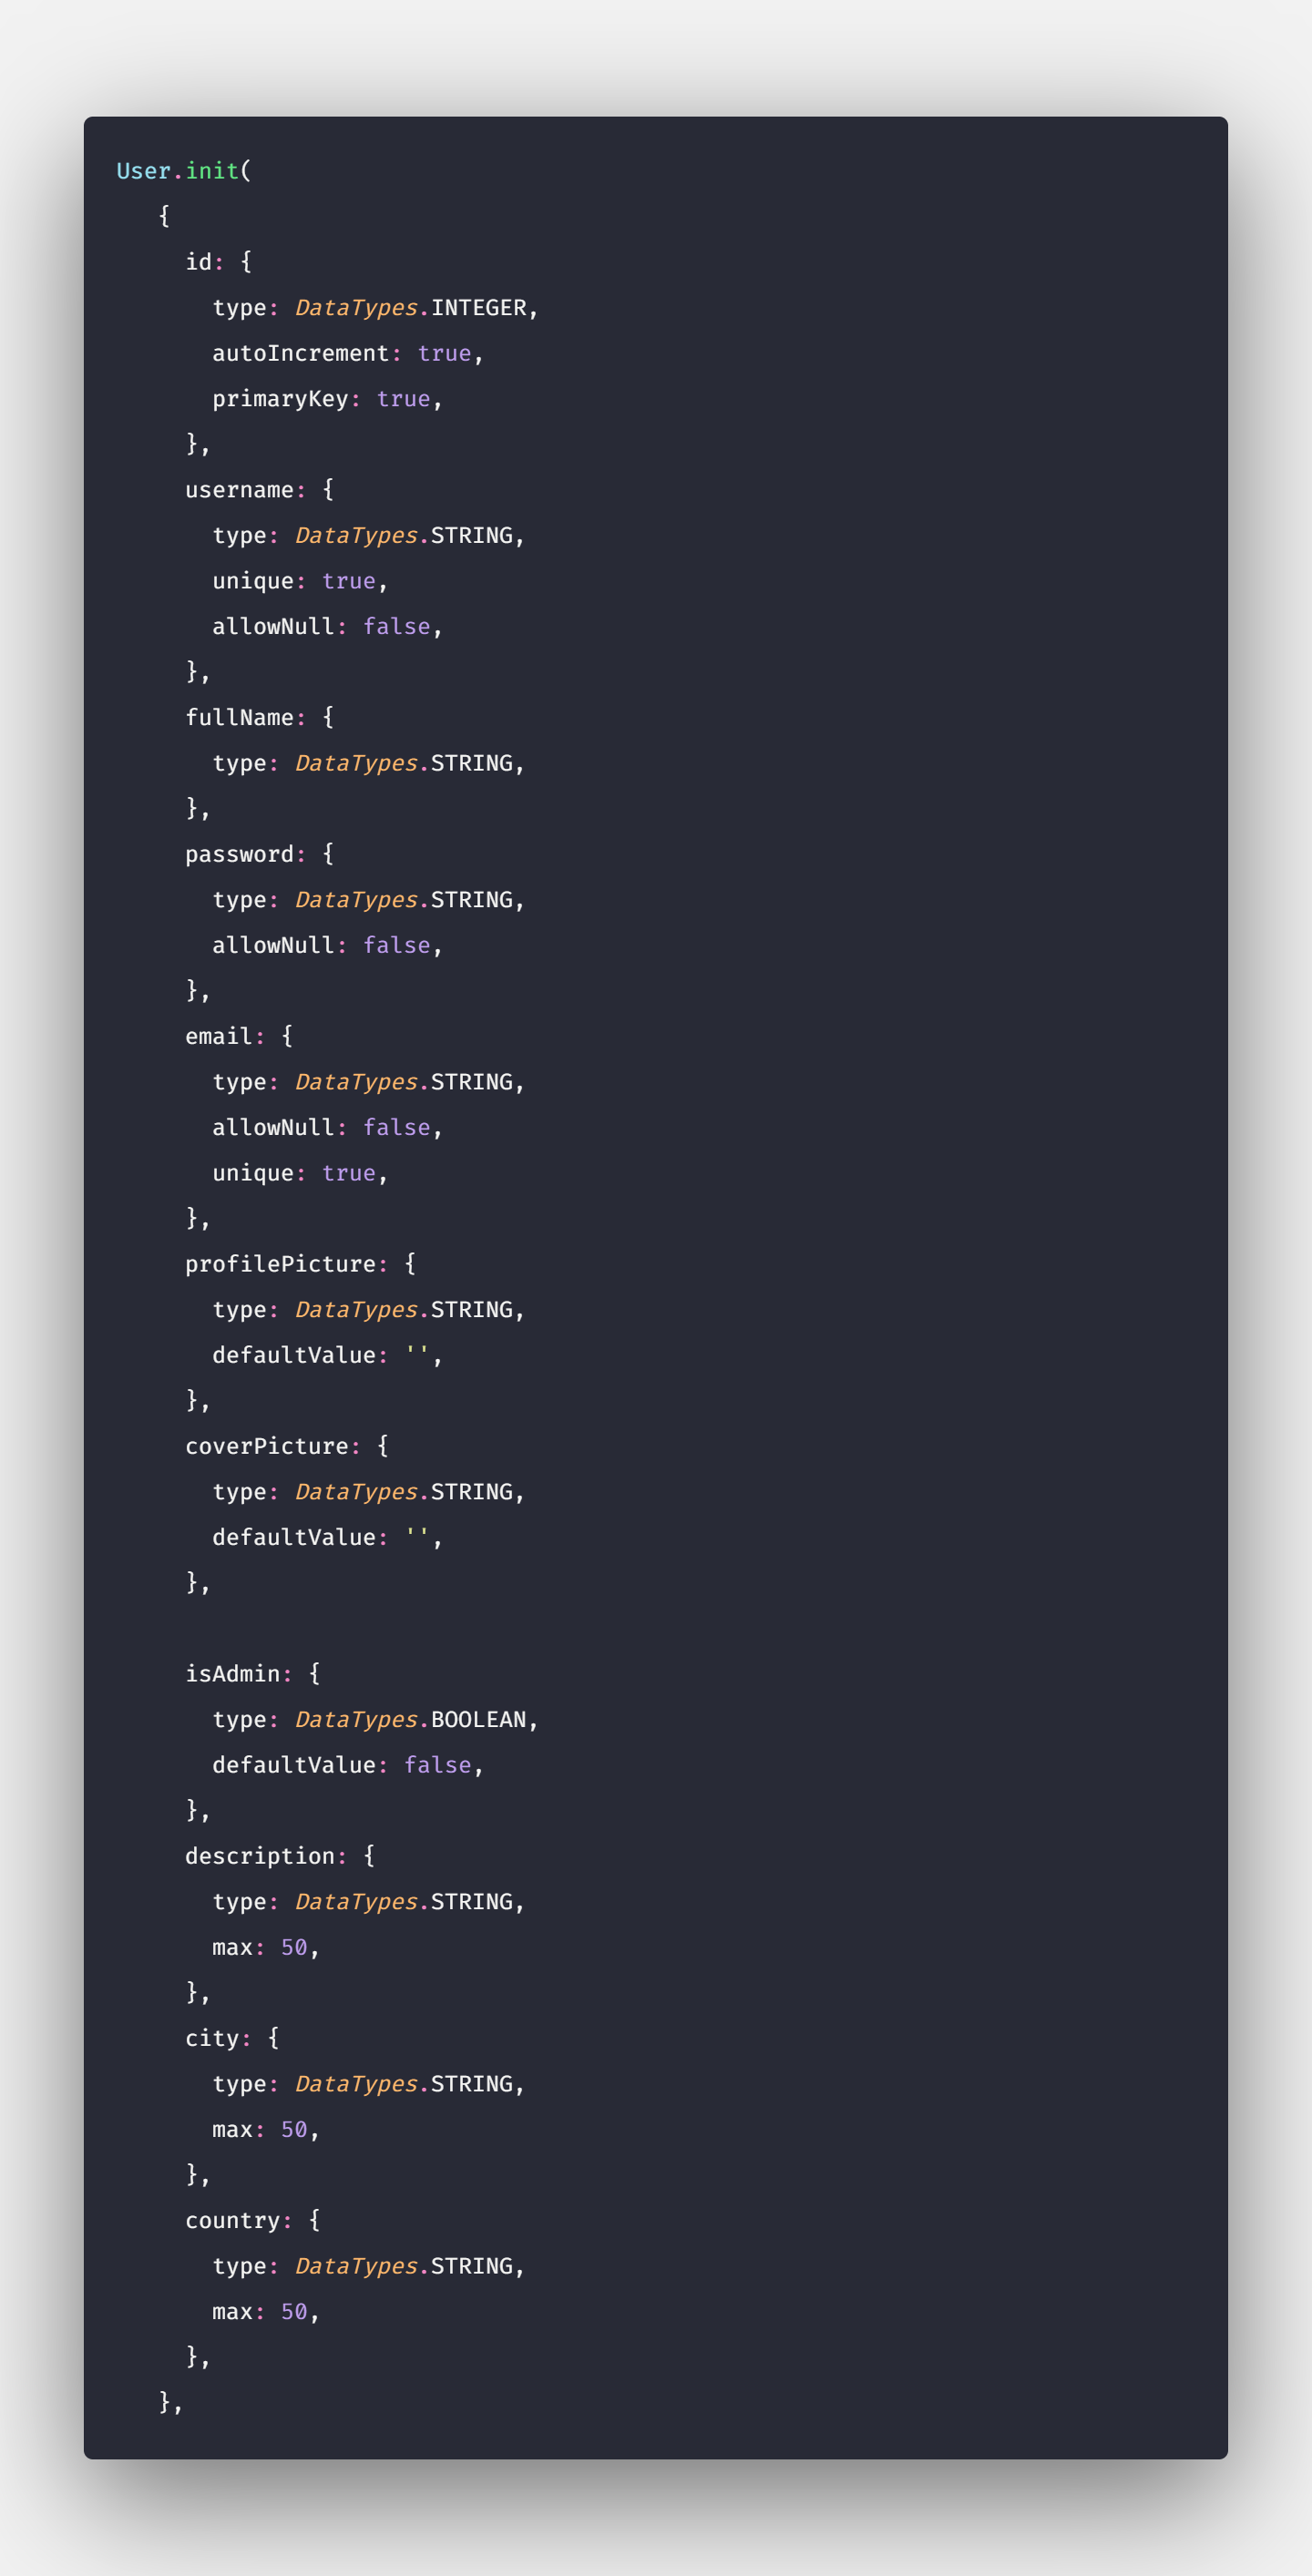 User.init(
   {
     id: {
       type: DataTypes.INTEGER,
       autoIncrement: true,
       primaryKey: true,
     },
     username: {
       type: DataTypes.STRING,
       unique: true,
       allowNull: false,
     },
     fullName: {
       type: DataTypes.STRING,
     },
     password: {
       type: DataTypes.STRING,
       allowNull: false,
     },
     email: {
       type: DataTypes.STRING,
       allowNull: false,
       unique: true,
     },
     profilePicture: {
       type: DataTypes.STRING,
       defaultValue: '',
     },
     coverPicture: {
       type: DataTypes.STRING,
       defaultValue: '',
     },

     isAdmin: {
       type: DataTypes.BOOLEAN,
       defaultValue: false,
     },
     description: {
       type: DataTypes.STRING,
       max: 50,
     },
     city: {
       type: DataTypes.STRING,
       max: 50,
     },
     country: {
       type: DataTypes.STRING,
       max: 50,
     },
   },